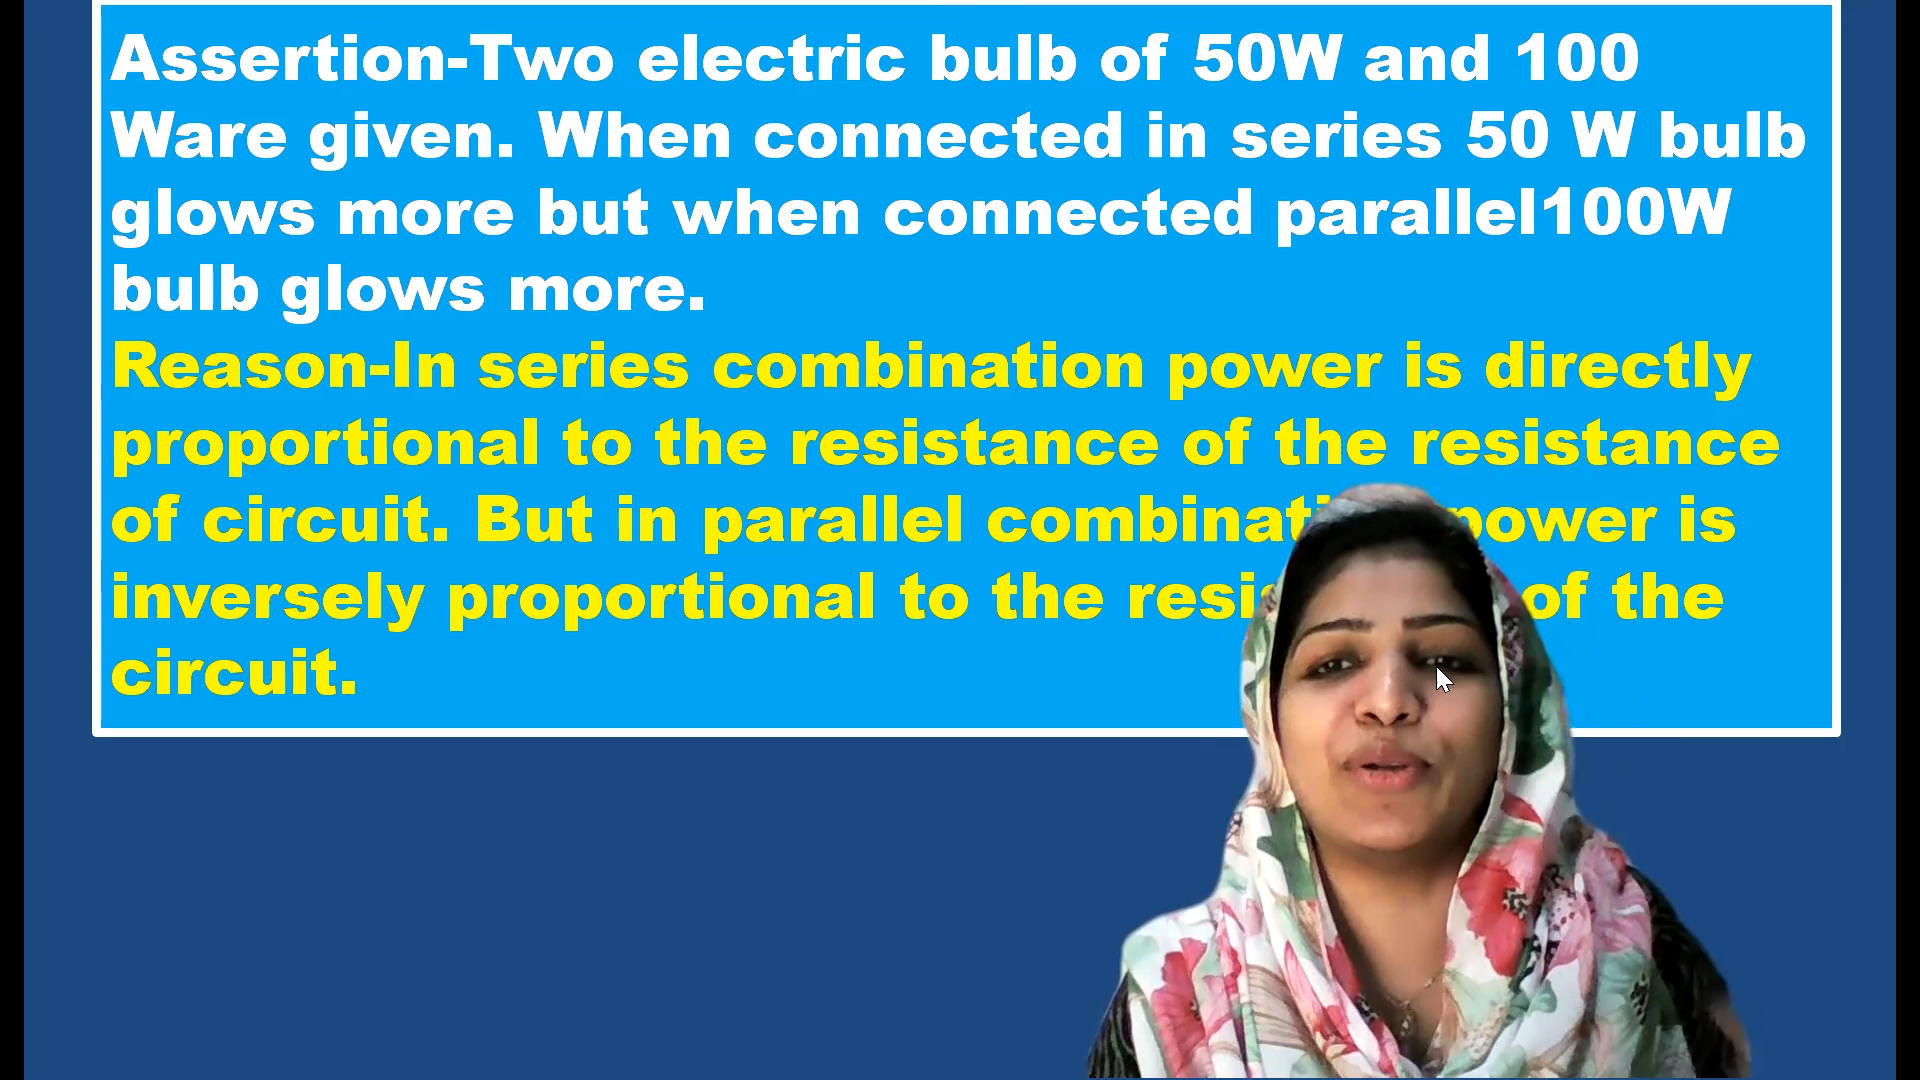 Assertion-Two electric bulb of 50W and 100
Ware given. When connected in series 50 W bulb
glows more but when connected parallel100W
bulb glows more.
Reason-In series combination power is directly
proportional to the resistance of the resistance
of circuit. But in parallel power is
inversely proportional to the of the
circuit.